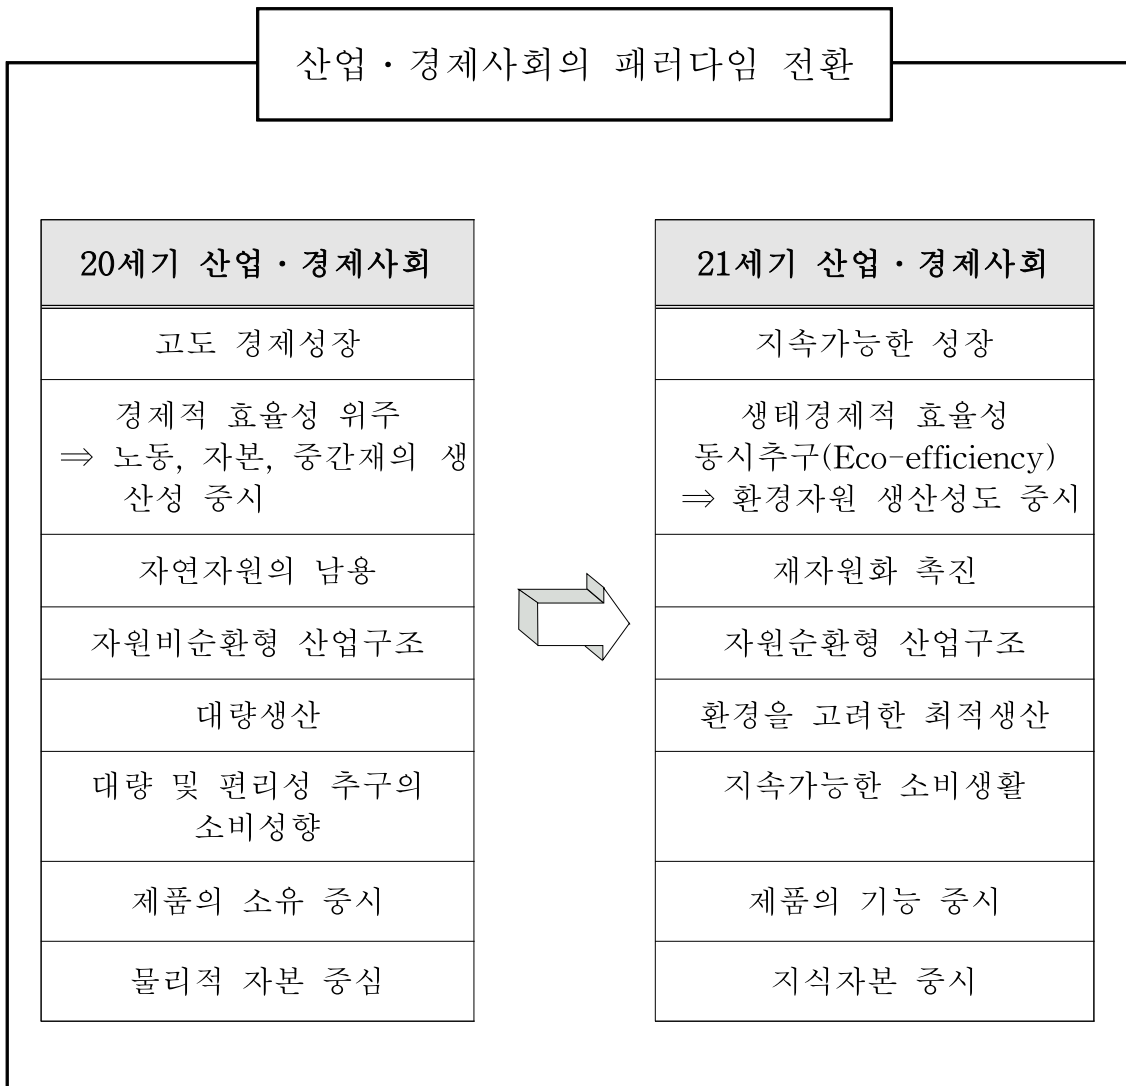 산업·경제사회의 패러다임 전환
20세기 산업·경제사회
고도 경제성장
경제적 효율성 위주
⇒ 노동, 자본, 중간재의 생
산성 중시
자연자원의 남용
자원비순환형 산업구조
대량생산
대량 및 편리성 추구의
소비성향
제품의 소유 중시
물리적 자본 중심
21세기 산업·경제사회
지속가능한 성장
생태경제적 효율성
동시추구(Eco-efficiency)
⇒ 환경자원 생산성도 중시
재자원화 촉진
자원순환형 산업구조
환경을 고려한 최적생산
지속가능한 소비생활
제품의 기능 중시
지식자본 중시